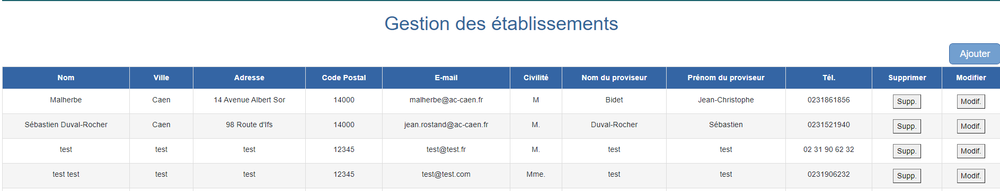 Gestion des établissements
Ajouter
Nom Ville Adresse Code Postal E-mail Civilité Nom du proviseur Prénom du proviseur Tél. Supprimer Modifier
Malherbe Caen 14 Avenue Albert Sor 14000 malherbe@ac-caen.fr M Bidet Jean-Christophe 0231861856 Supp. Modif.
Sébastien Duval-Rocher Caen 98 Route d'Ifs 14000 jean.rostand@ac-caen.fr M. Duval-Rocher Sébastien 0231521940 Supp. Modif.
test test test 12345 test@test.fr M. test test 02 31 90 62 32 Supp. Modif.
test test test test 12345 test@test.com Mme. test test 0231906232 Supp. Modif.